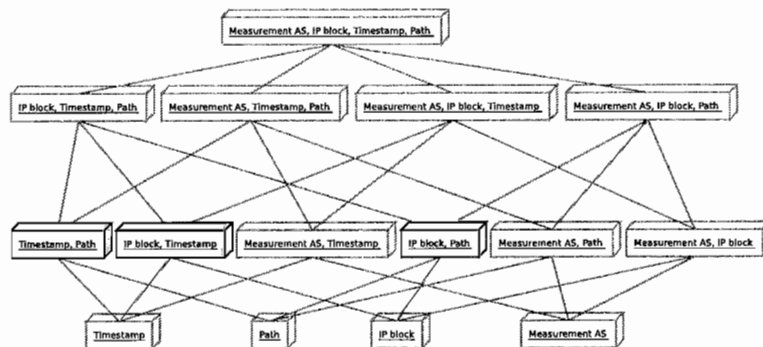 Measurement AS, IP block, Timestamp, Path
IP block, Timestamp, Path
Measurement AS, Timestamp, Path
Measurement AS, IP block, Timestamp
Measurement AS, IP block, Path
Timestamp, Path
IP block, Timestamp
Measurement AS, Timestamp
IP block, Path
Measurement AS, Path
Measurement AS, IP block
Timestamp
Path
IP block
Measurement AS